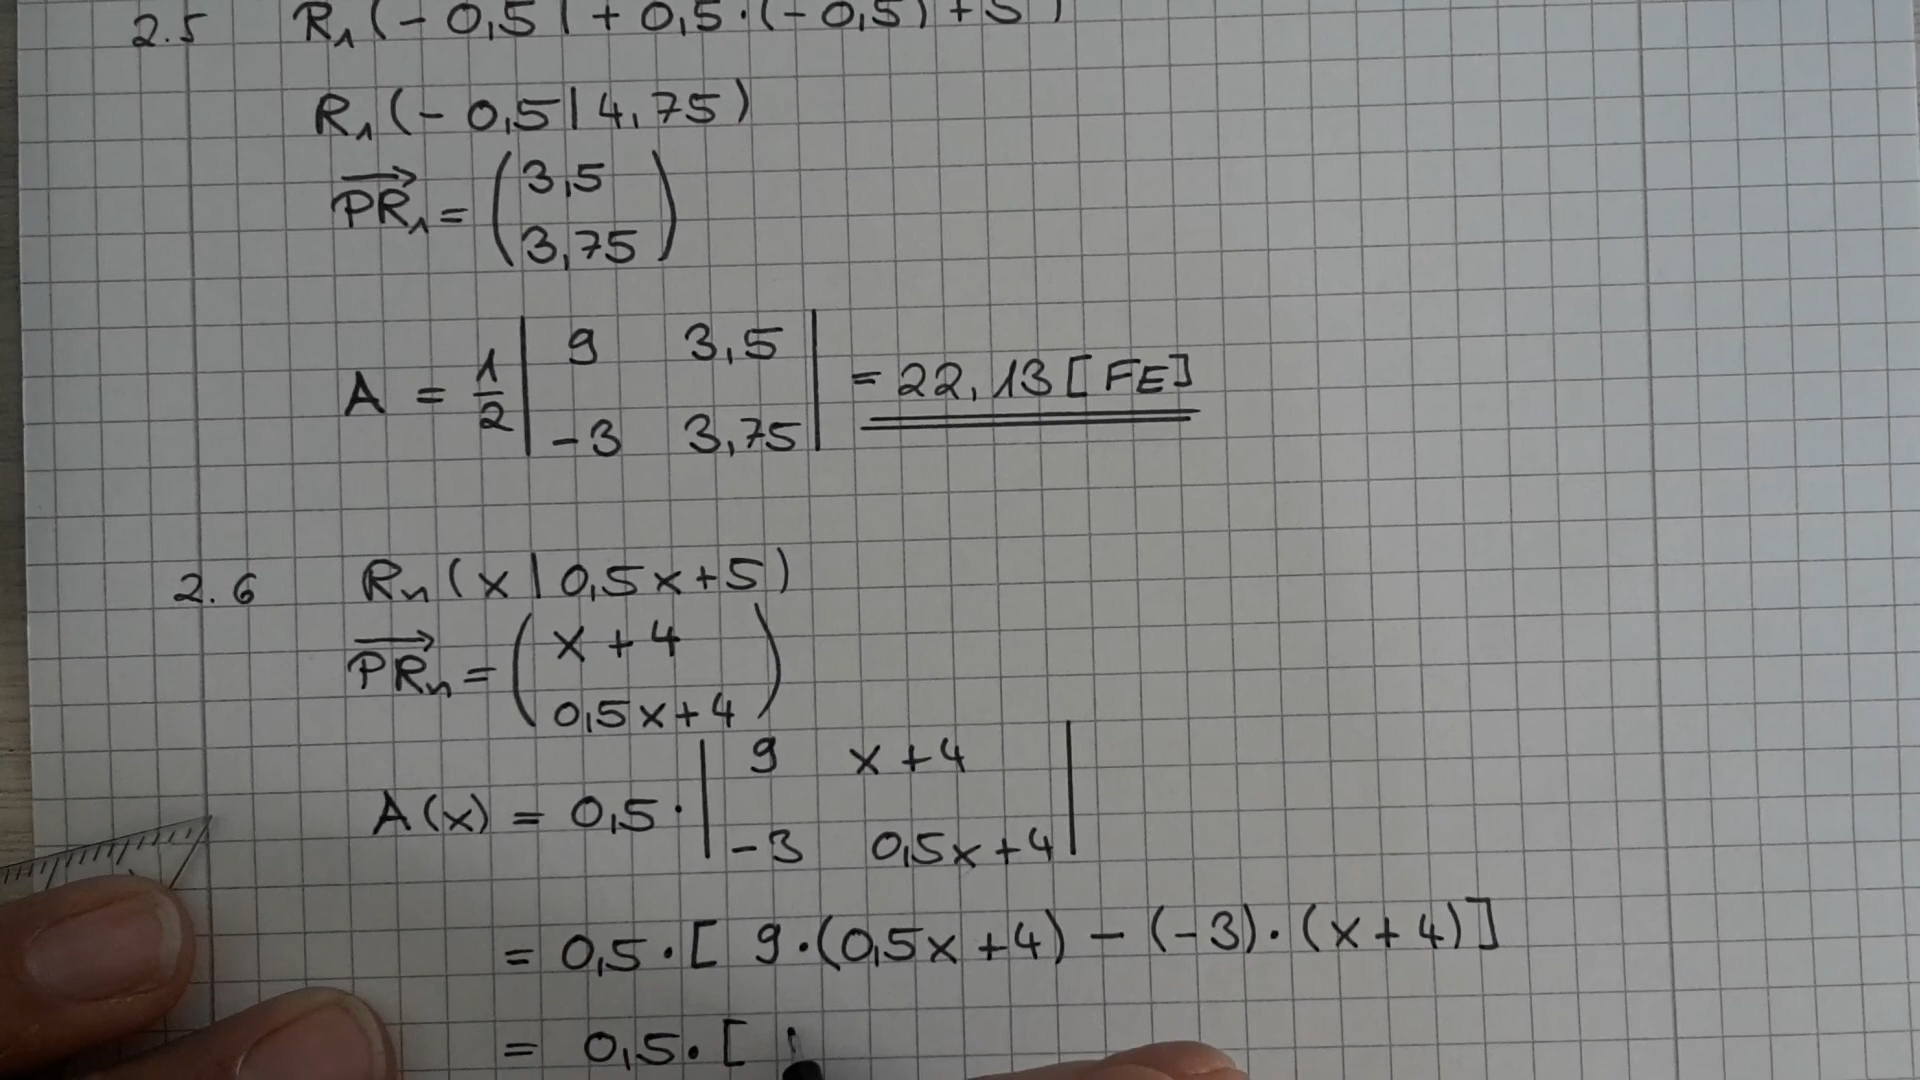 2.5 R₁(-0,5|+0,5·(-0,5)+5)
R₁(-0,5|4,75)
PR₁ = (3,5
3,75)
A = 1/2 | 9 3,5
-3 3,75 | = 22,13 [FE]
2.6 Rₙ(x|0,5x+5)
PRₙ = (x+4
0,5x+4)
A(x) = 0,5· | 9 x+4
-3 0,5x+4 |
= 0,5·[ 9·(0,5x+4) - (-3)·(x+4)]
= 0,5·[